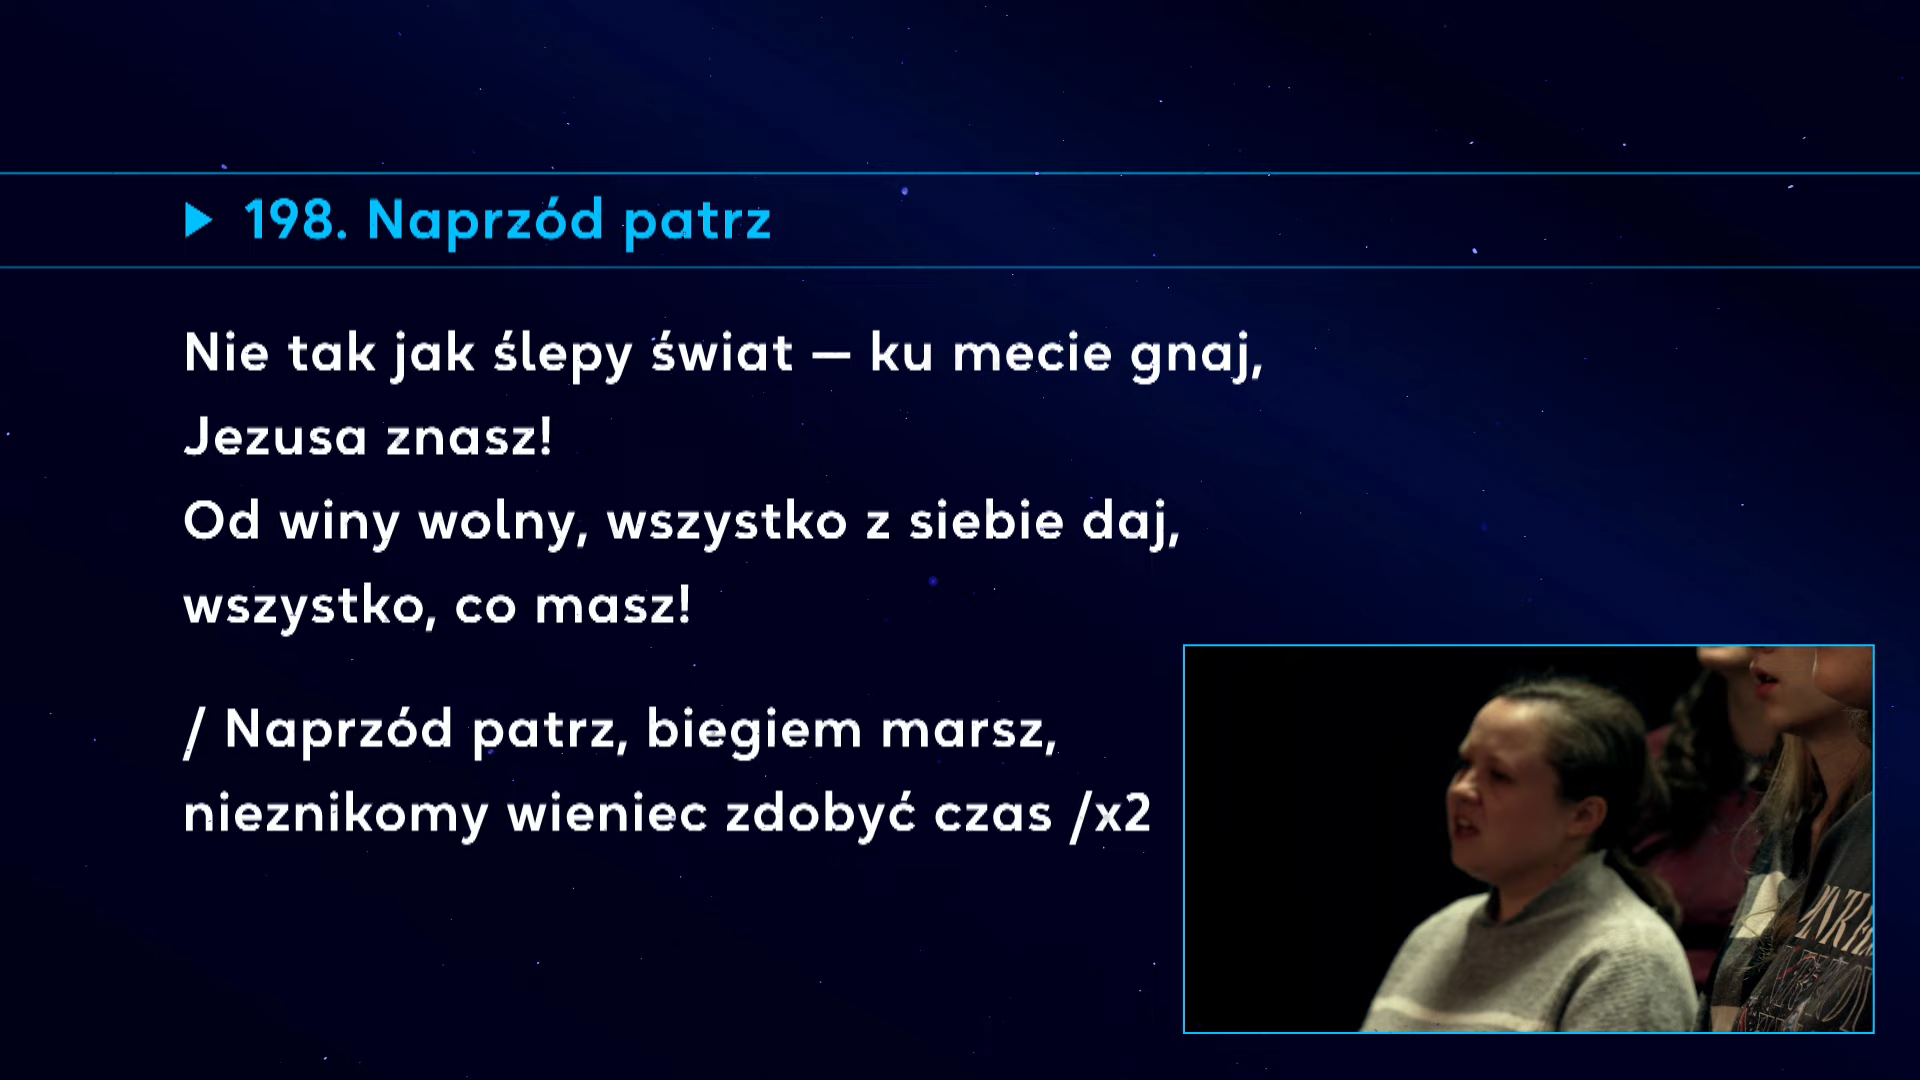 198. Naprzód patrz
Nie tak jak ślepy świat — ku mecie gnaj,
Jezusa znasz!
Od winy wolny, wszystko z siebie daj,
wszystko, co masz!
/ Naprzód patrz, biegiem marsz,
nieznikomy wieniec zdobyć czas /x2